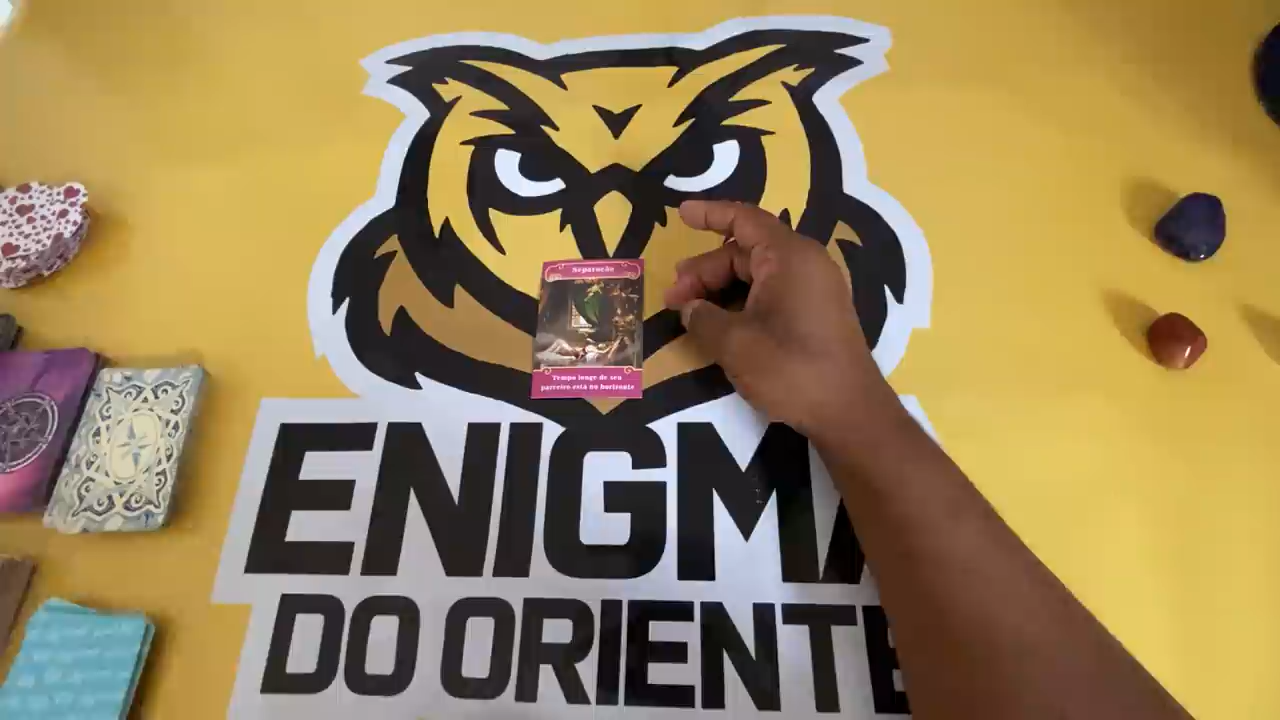 Separação
Tempo longe de seu
parceiro está no horizonte
ENIGMA
DO ORIENTE